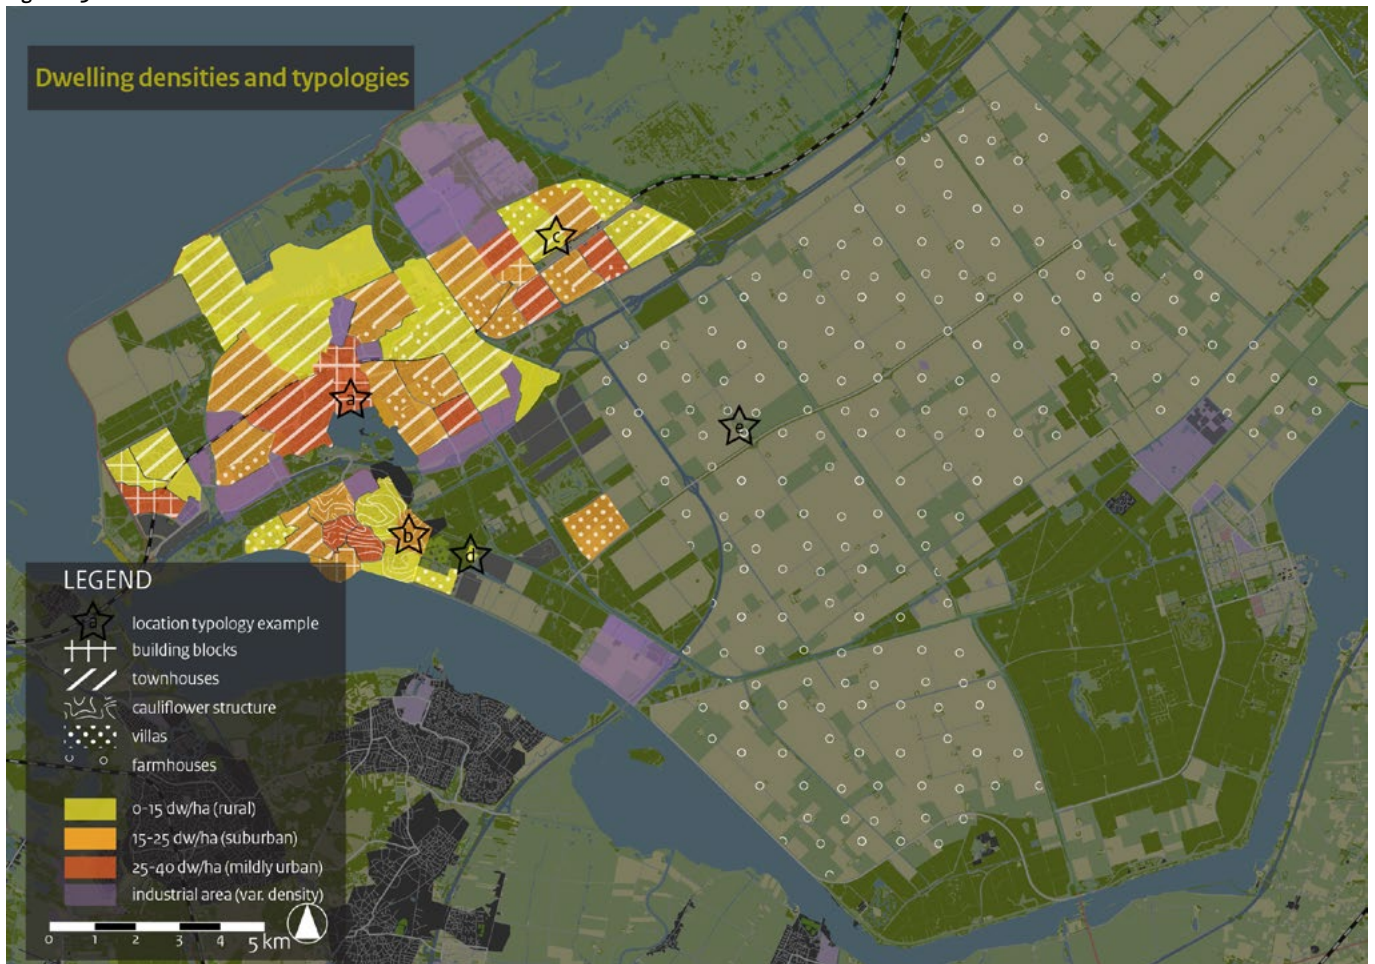 Dwelling densities and typologies
c
a
e
b
d
LEGEND
a location typology example
building blocks
townhouses
cauliflower structure
villas
farmhouses
0-15 dw/ha (rural)
15-25 dw/ha (suburban)
25-40 dw/ha (mildly urban)
industrial area (var. density)
0 1 2 3 4 5 km